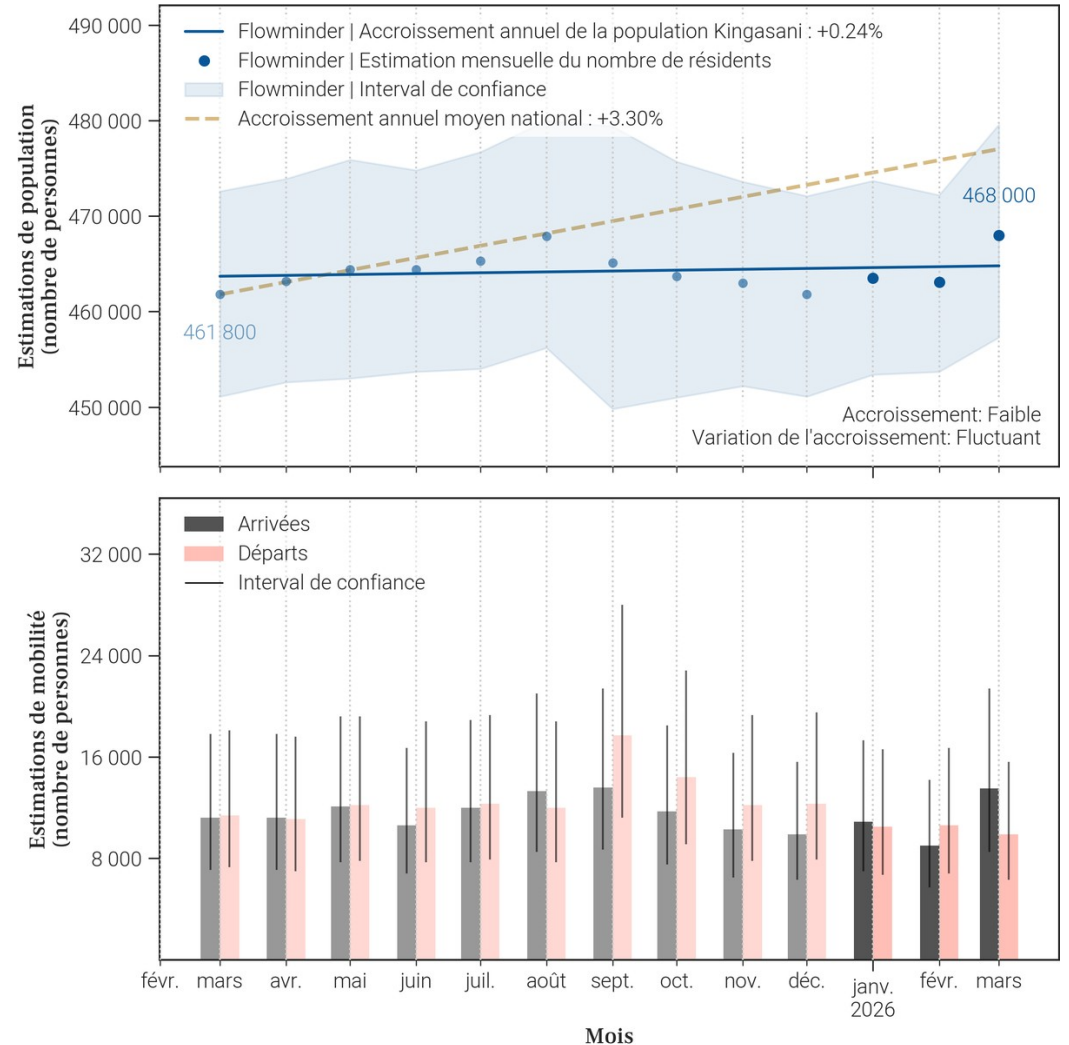 490 000
480 000
470 000
460 000
450 000
Estimations de population
(nombre de personnes)
Flowminder | Accroissement annuel de la population Kingasani : +0.24%
Flowminder | Estimation mensuelle du nombre de résidents
Flowminder | Interval de confiance
Accroissement annuel moyen national : +3.30%
468 000
461 800
Accroissement: Faible
Variation de l'accroissement: Fluctuant
Arrivées
Départs
Interval de confiance
32 000
24 000
16 000
8 000
Estimations de mobilité
(nombre de personnes)
févr. mars avr. mai juin juil. août sept. oct. nov. déc. janv. févr. mars
2026
Mois